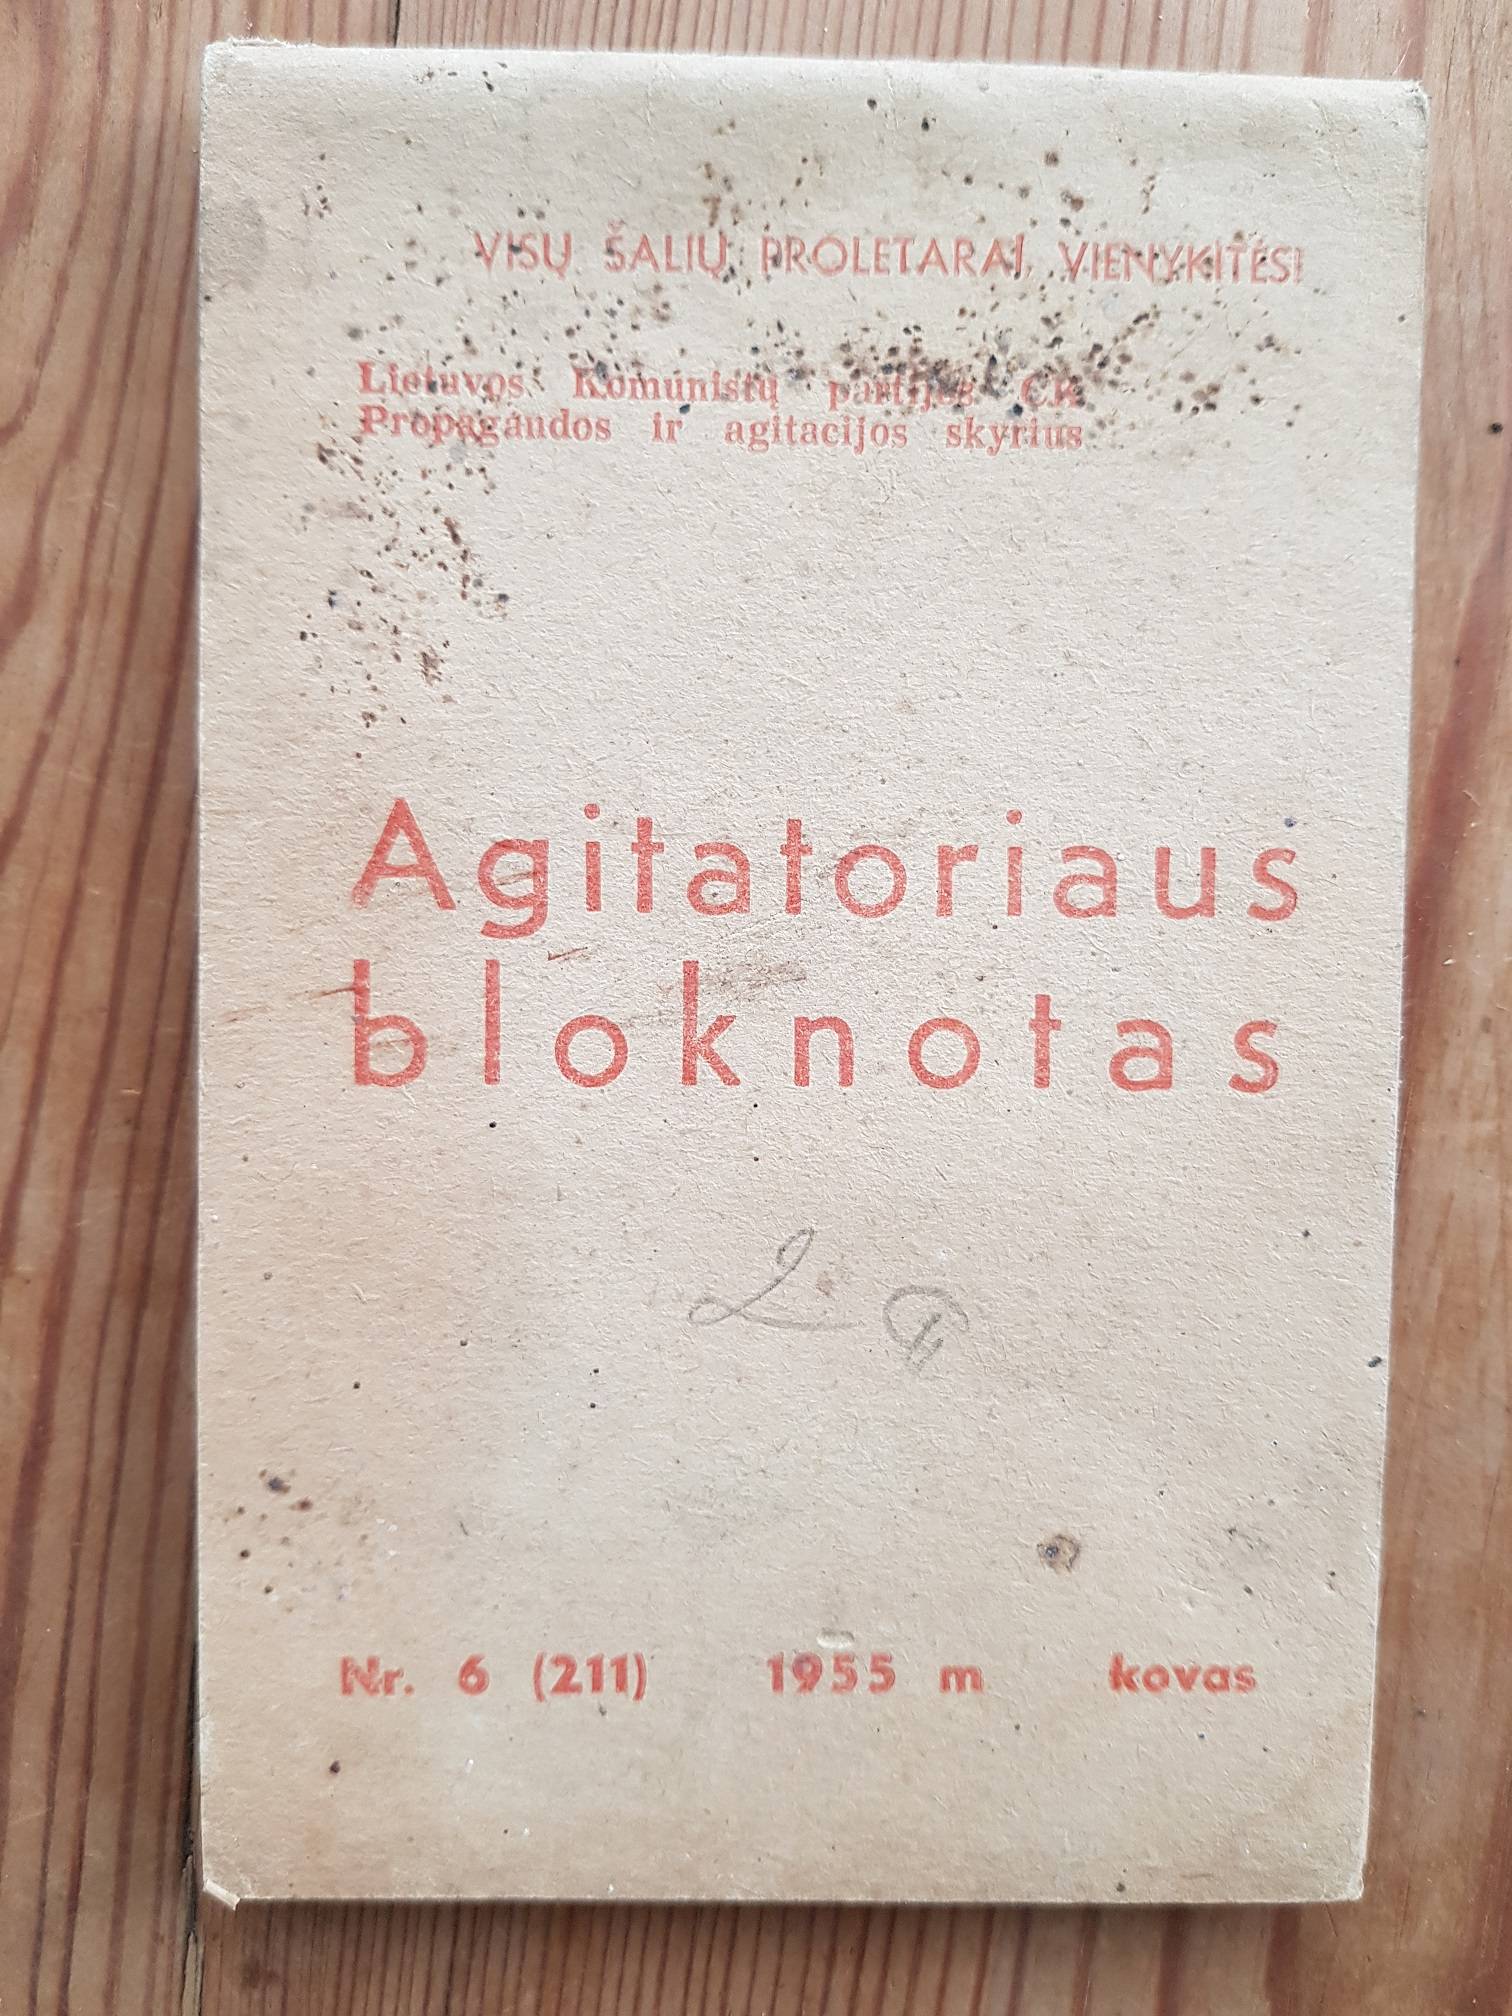 VISŲ ŠALIŲ PROLETARAI, VIENYKITĖS!
Lietuvos Komunistų partijos CK
Propagandos ir agitacijos skyrius
Agitatoriaus
bloknotas
2
Nr. 6 (211) 1955 m kovas